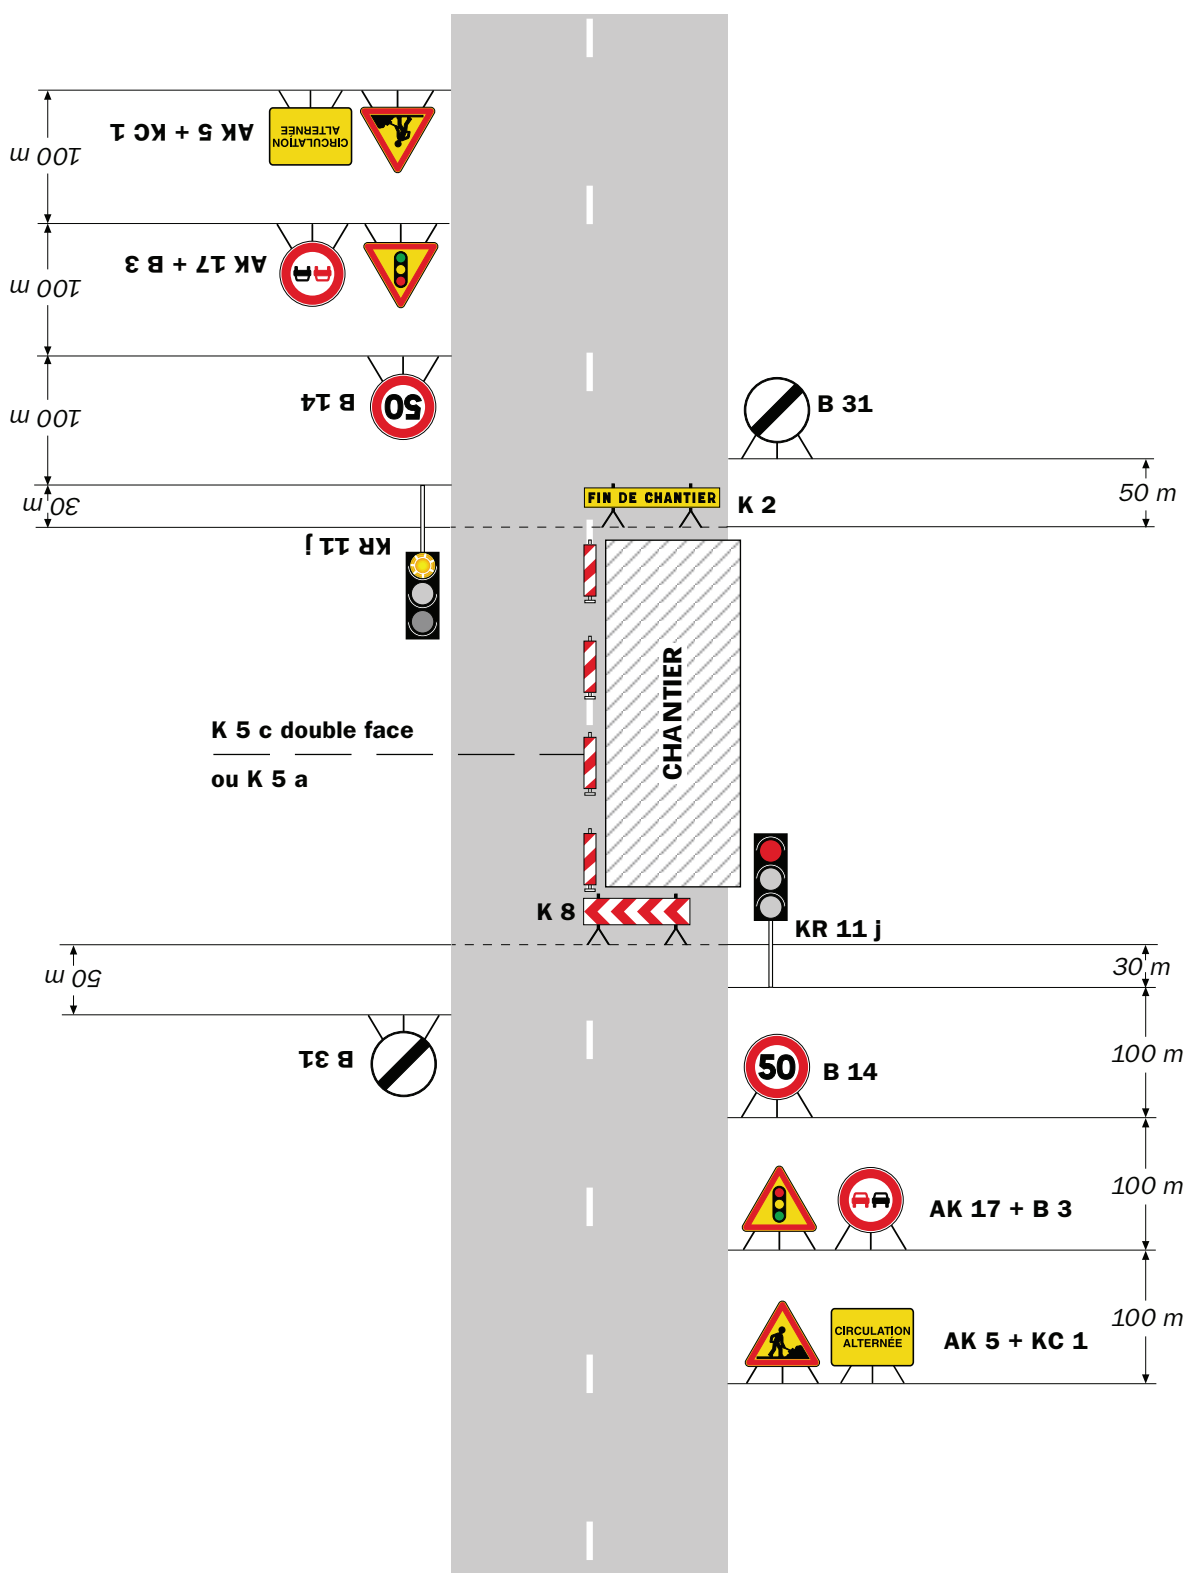 100 m
AK 5 + KC 1
CIRCULATION
ALTERNÉE
100 m
AK 17 + B 3
100 m
B 14
50
30 m
KR 11 j
B 31
50 m
FIN DE CHANTIER
K 2
CHANTIER
K 5 c double face
ou K 5 a
K 8
KR 11 j
30 m
50 m
B 31
50
B 14
100 m
AK 17 + B 3
100 m
CIRCULATION
ALTERNÉE
AK 5 + KC 1
100 m